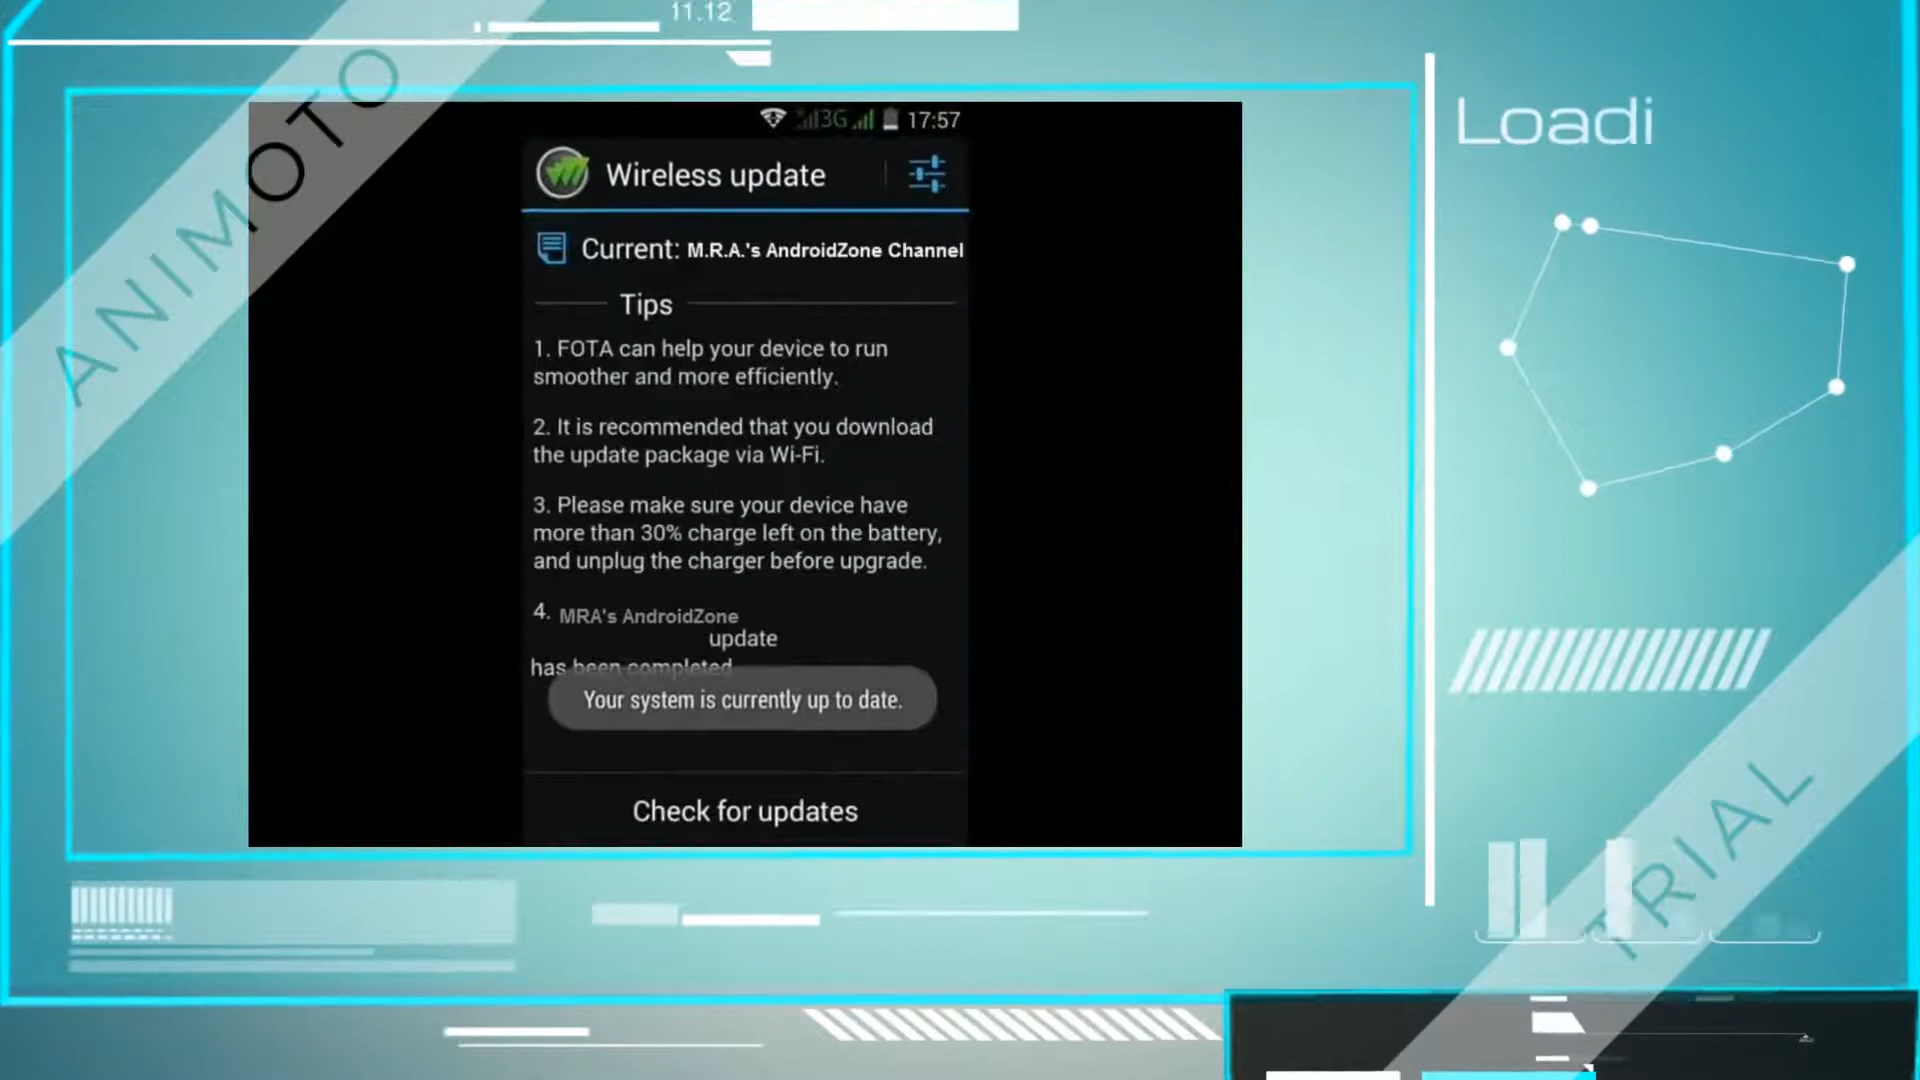 11.12
Loadi
ANIMOTO
3G 17:57
Wireless update
Current: M.R.A.'s AndroidZone Channel
Tips
1. FOTA can help your device to run
smoother and more efficiently.
2. It is recommended that you download
the update package via Wi-Fi.
3. Please make sure your device have
more than 30% charge left on the battery,
and unplug the charger before upgrade.
4. MRA's AndroidZone
update
has been completed
Your system is currently up to date.
Check for updates
TRIAL